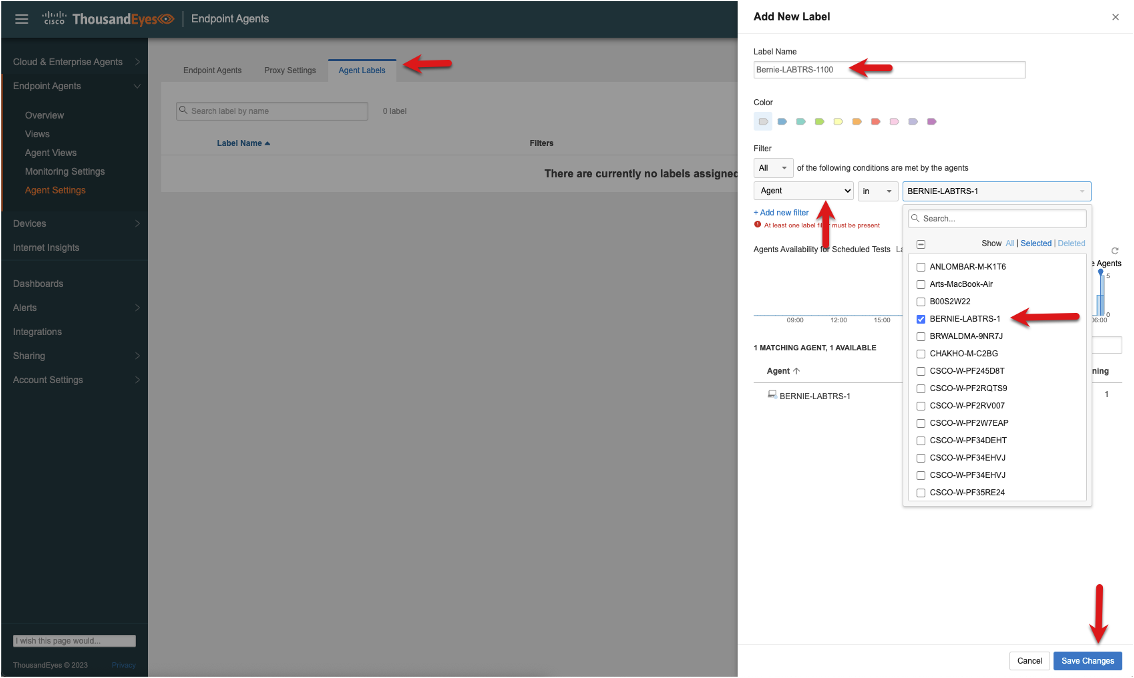 CISCO ThousandEyes Endpoint Agents
Cloud & Enterprise Agents
Endpoint Agents
Overview
Views
Agent Views
Monitoring Settings
Agent Settings
Devices
Internet Insights
Dashboards
Alerts
Integrations
Sharing
Account Settings
I wish this page would...
ThousandEyes © 2023 Privacy
Endpoint Agents Proxy Settings Agent Labels
Search label by name 0 label
Label Name Filters
There are currently no labels assigned
Add New Label
Label Name
Bernie-LABTRS-1100
Color
Filter
All of the following conditions are met by the agents
Agent in BERNIE-LABTRS-1
+ Add new filter
At least one label filter must be present
Agents Availability for Scheduled Tests
Search...
Show All | Selected | Deleted
ANLOMBAR-M-K1T6
Arts-MacBook-Air
B00S2W22
BERNIE-LABTRS-1
BRWALDMA-9NR7J
CHAKHO-M-C2BG
CSCO-W-PF245D8T
CSCO-W-PF2RQTS9
CSCO-W-PF2RV007
CSCO-W-PF2W7EAP
CSCO-W-PF34DEHT
CSCO-W-PF34EHVJ
CSCO-W-PF34EHVJ
CSCO-W-PF35RE24
Agents
5
0
09:00 12:00 15:00 06:00
1 MATCHING AGENT, 1 AVAILABLE
Agent
BERNIE-LABTRS-1 1
Cancel Save Changes